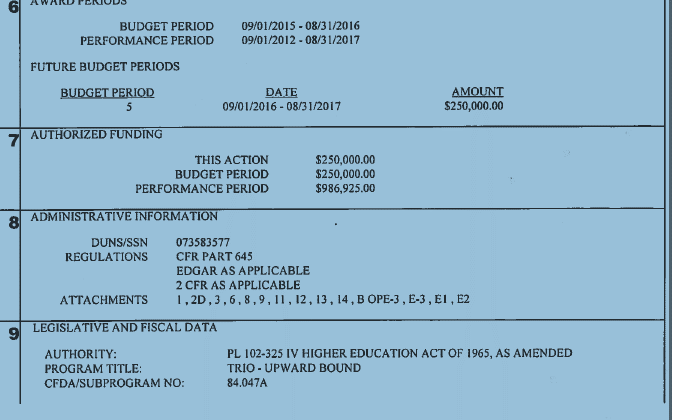 6 AWARD PERIODS
BUDGET PERIOD 09/01/2015 - 08/31/2016
PERFORMANCE PERIOD 09/01/2012 - 08/31/2017
FUTURE BUDGET PERIODS
BUDGET PERIOD DATE AMOUNT
5 09/01/2016 - 08/31/2017 $250,000.00
7 AUTHORIZED FUNDING
THIS ACTION $250,000.00
BUDGET PERIOD $250,000.00
PERFORMANCE PERIOD $986,925.00
8 ADMINISTRATIVE INFORMATION
DUNS/SSN 073583577
REGULATIONS CFR PART 645
EDGAR AS APPLICABLE
2 CFR AS APPLICABLE
ATTACHMENTS 1 , 2D , 3 , 6 , 8 , 9 , 11 , 12 , 13 , 14 , B OPE-3 , E-3 , E1 , E2
9 LEGISLATIVE AND FISCAL DATA
AUTHORITY: PL 102-325 IV HIGHER EDUCATION ACT OF 1965, AS AMENDED
PROGRAM TITLE: TRIO - UPWARD BOUND
CFDA/SUBPROGRAM NO: 84.047A